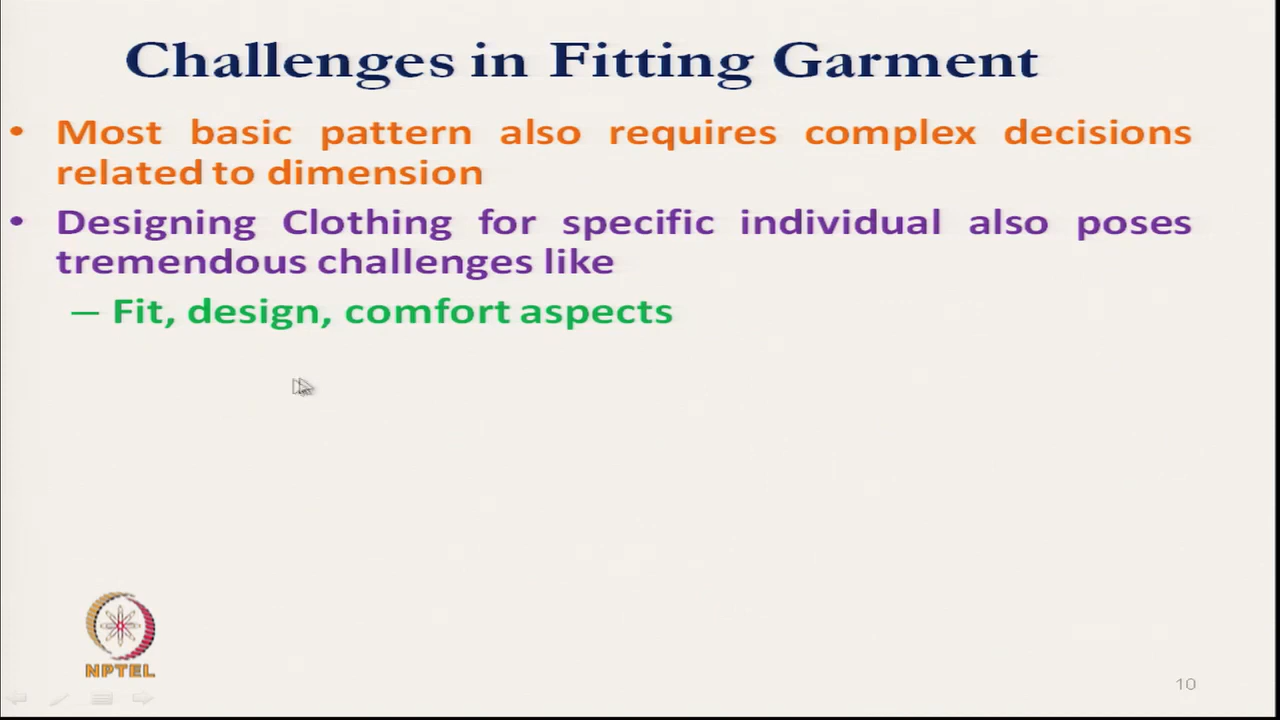 Challenges in Fitting Garment
• Most basic pattern also requires complex decisions
related to dimension
• Designing Clothing for specific individual also poses
tremendous challenges like
– Fit, design, comfort aspects
NPTEL
10